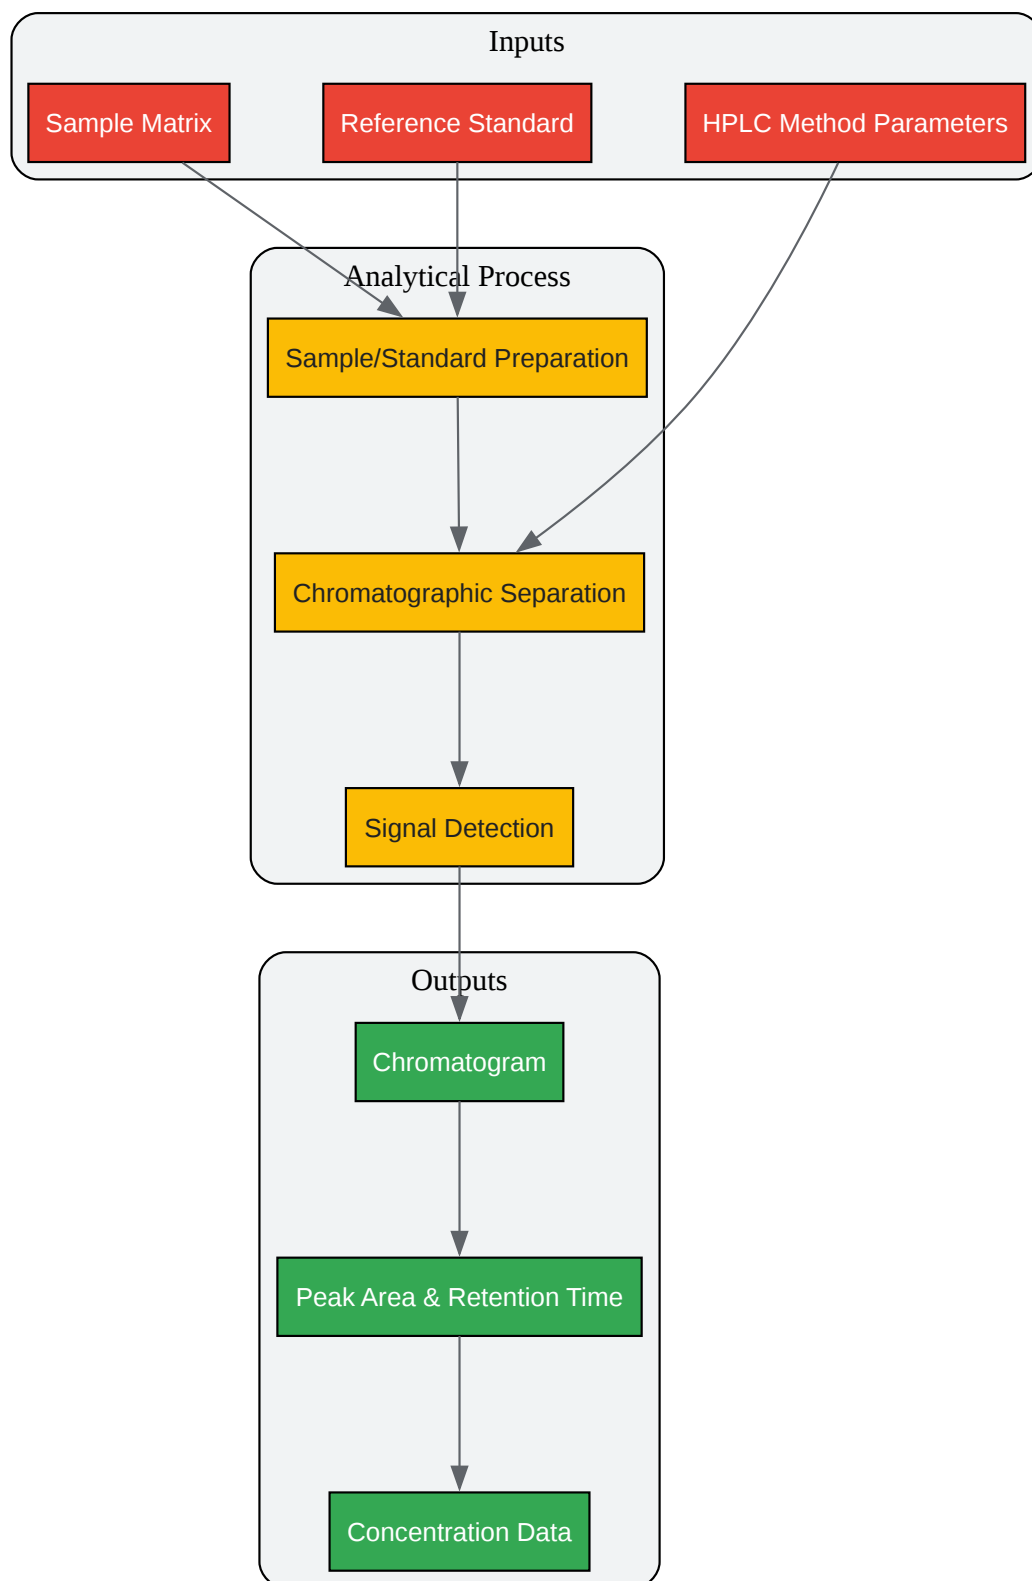 Inputs
Sample Matrix
Reference Standard
HPLC Method Parameters
Analytical Process
Sample/Standard Preparation
Chromatographic Separation
Signal Detection
Outputs
Chromatogram
Peak Area & Retention Time
Concentration Data